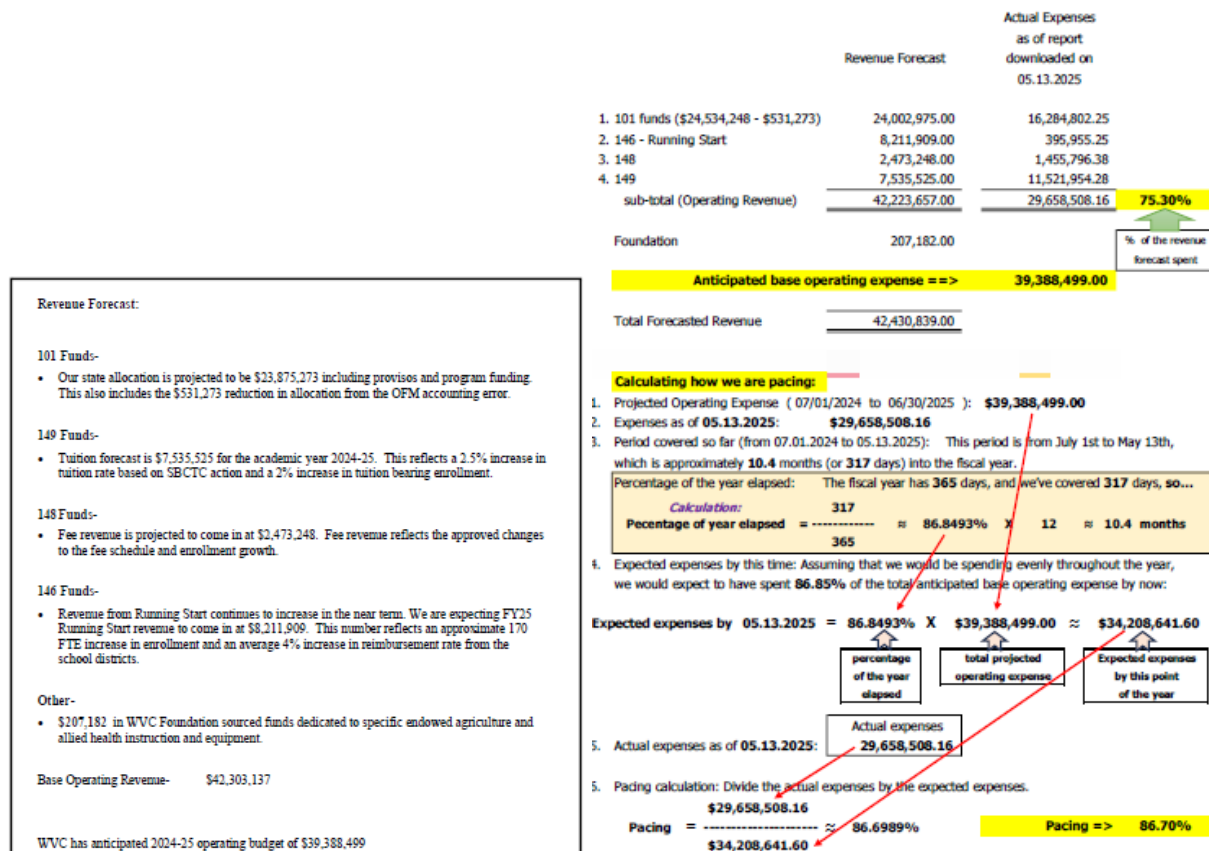 Revenue Forecast:
101 Funds-
• Our state allocation is projected to be $23,875,273 including provisos and program funding.
This also includes the $531,273 reduction in allocation from the OFM accounting error.
149 Funds-
• Tuition forecast is $7,535,525 for the academic year 2024-25. This reflects a 2.5% increase in
tuition rate based on SBCTC action and a 2% increase in tuition bearing enrollment.
148 Funds-
• Fee revenue is projected to come in at $2,473,248. Fee revenue reflects the approved changes
to the fee schedule and enrollment growth.
146 Funds-
• Revenue from Running Start continues to increase in the near term. We are expecting FY25
Running Start revenue to come in at $8,211,909. This number reflects an approximate 170
FTE increase in enrollment and an average 4% increase in reimbursement rate from the
school districts.
Other-
• $207,182 in WVC Foundation sourced funds dedicated to specific endowed agriculture and
allied health instruction and equipment.
Base Operating Revenue- $42,303,137
WVC has anticipated 2024-25 operating budget of $39,388,499
Actual Expenses
as of report
Revenue Forecast downloaded on
05.13.2025
1. 101 funds ($24,534,248 - $531,273) 24,002,975.00 16,284,802.25
2. 146 - Running Start 8,211,909.00 395,955.25
3. 148 2,473,248.00 1,455,796.38
4. 149 7,535,525.00 11,521,954.28
sub-total (Operating Revenue) 42,223,657.00 29,658,508.16 75.30%
Foundation 207,182.00
% of the revenue
forecast spent
Anticipated base operating expense ==> 39,388,499.00
Total Forecasted Revenue 42,430,839.00
Calculating how we are pacing:
1. Projected Operating Expense ( 07/01/2024 to 06/30/2025 ): $39,388,499.00
2. Expenses as of 05.13.2025: $29,658,508.16
3. Period covered so far (from 07.01.2024 to 05.13.2025): This period is from July 1st to May 13th,
which is approximately 10.4 months (or 317 days) into the fiscal year.
Percentage of the year elapsed: The fiscal year has 365 days, and we've covered 317 days, so...
Calculation: 317
Pecentage of year elapsed = ------------ ≈ 86.8493% X 12 ≈ 10.4 months
365
4. Expected expenses by this time: Assuming that we would be spending evenly throughout the year,
we would expect to have spent 86.85% of the total anticipated base operating expense by now:
Expected expenses by 05.13.2025 = 86.8493% X $39,388,499.00 ≈ $34,208,641.60
percentage
of the year
elapsed
total projected
operating expense
Expected expenses
by this point
of the year
Actual expenses
5. Actual expenses as of 05.13.2025: 29,658,508.16
6. Pacing calculation: Divide the actual expenses by the expected expenses.
$29,658,508.16
Pacing = ---------------------- ≈ 86.6989% Pacing => 86.70%
$34,208,641.60